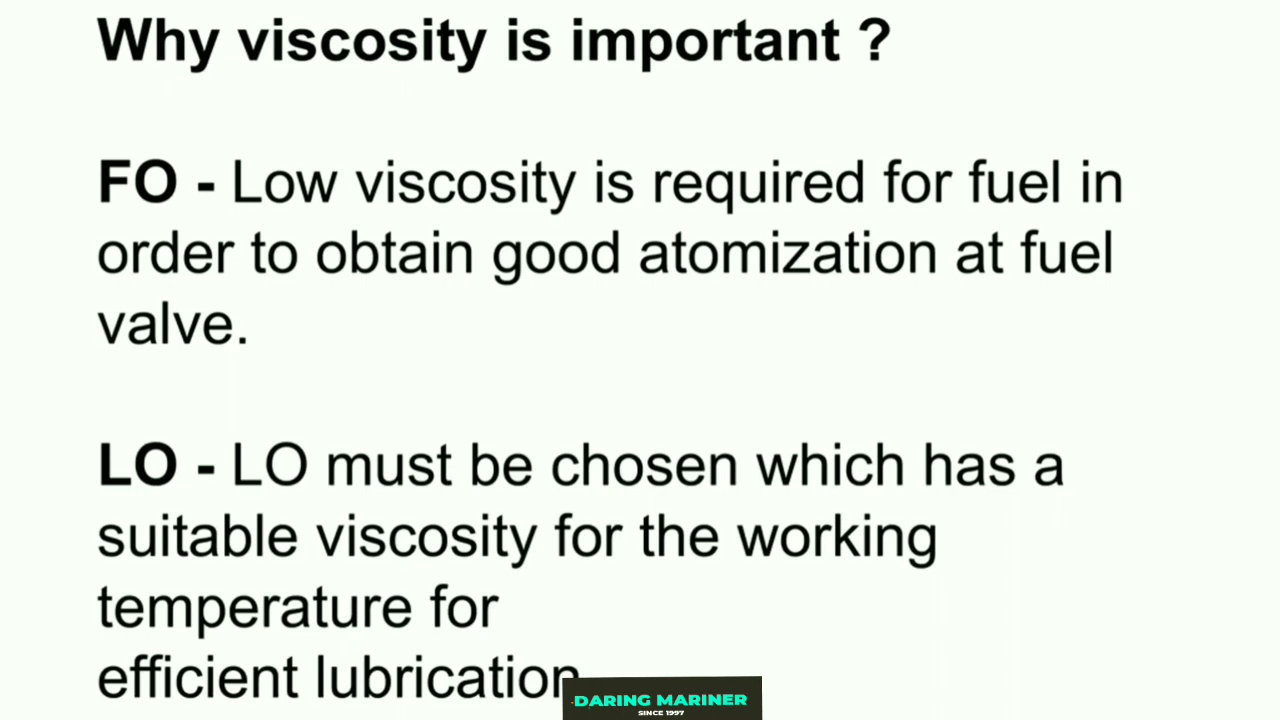 Why viscosity is important ?
FO - Low viscosity is required for fuel in
order to obtain good atomization at fuel
valve.
LO - LO must be chosen which has a
suitable viscosity for the working
temperature for
efficient lubrication
DARING MARINER
SINCE 1997